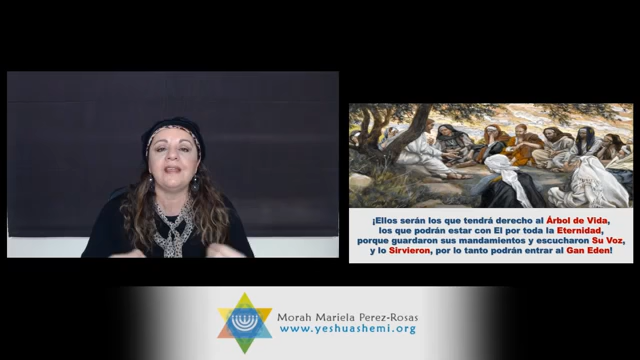 ¡Ellos serán los que tendrá derecho al Árbol de Vida,
los que podrán estar con El por toda la Eternidad,
porque guardaron sus mandamientos y escucharon Su Voz,
y lo Sirvieron, por lo tanto podrán entrar al Gan Eden!
Morah Mariela Perez-Rosas
www.yeshuashemi.org